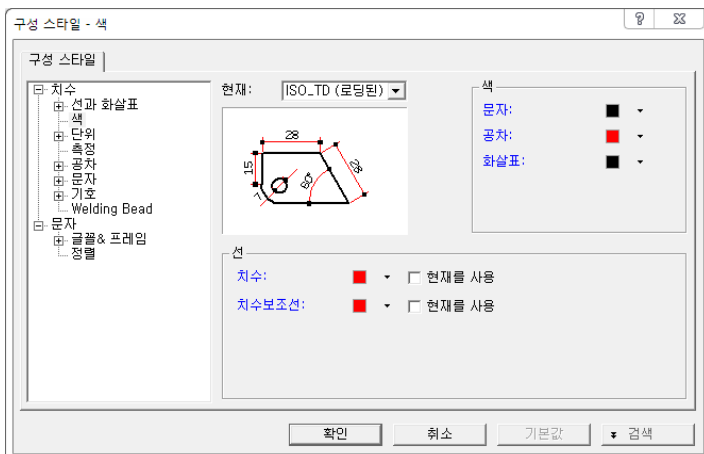 구성 스타일 - 색
구성 스타일
치수
선과 화살표
색
단위
측정
공차
문자
기호
Welding Bead
문자
글꼴& 프레임
정렬
현재: ISO_TD (로딩된)
28
15
28
60°
7
색
문자:
공차:
화살표:
선
치수: 현재를 사용
치수보조선: 현재를 사용
확인 취소 기본값 검색